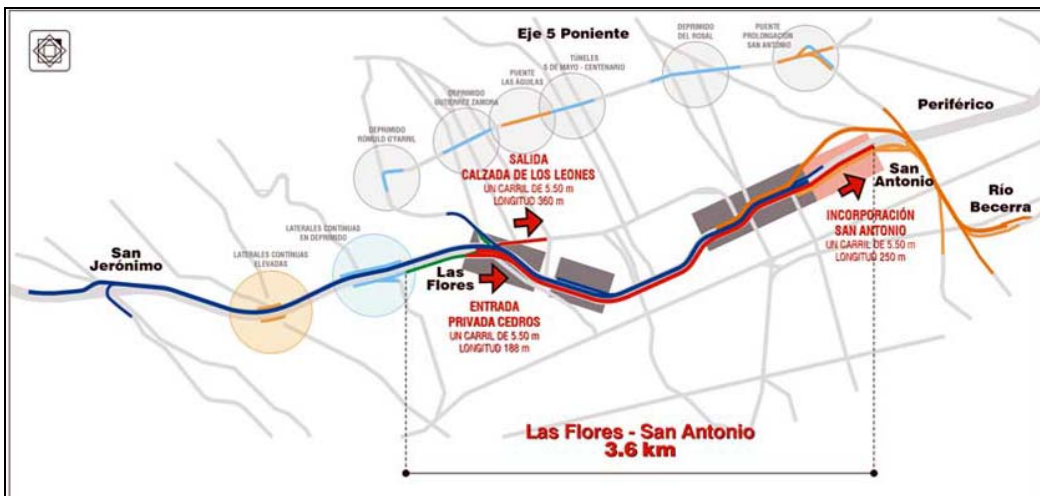 Eje 5 Poniente
DEPRIMIDO
DEL ROSAL
PUENTE
PROLONGACIÓN
SAN ANTONIO
TÚNELES
5 DE MAYO - CENTENARIO
PUENTE
LAS ÁGUILAS
DEPRIMIDO
GUTIÉRREZ ZAMORA
DEPRIMIDO
RÓMULO O'FARRIL
Periférico
SALIDA
CALZADA DE LOS LEONES
UN CARRIL DE 5.50 m
LONGITUD 360 m
San
Antonio
Río
Becerra
INCORPORACIÓN
SAN ANTONIO
UN CARRIL DE 5.50 m
LONGITUD 250 m
LATERALES CONTINUAS
EN DEPRIMIDO
San
Jerónimo
LATERALES CONTINUAS
ELEVADAS
Las
Flores
ENTRADA
PRIVADA CEDROS
UN CARRIL DE 5.50 m
LONGITUD 188 m
Las Flores - San Antonio
3.6 km